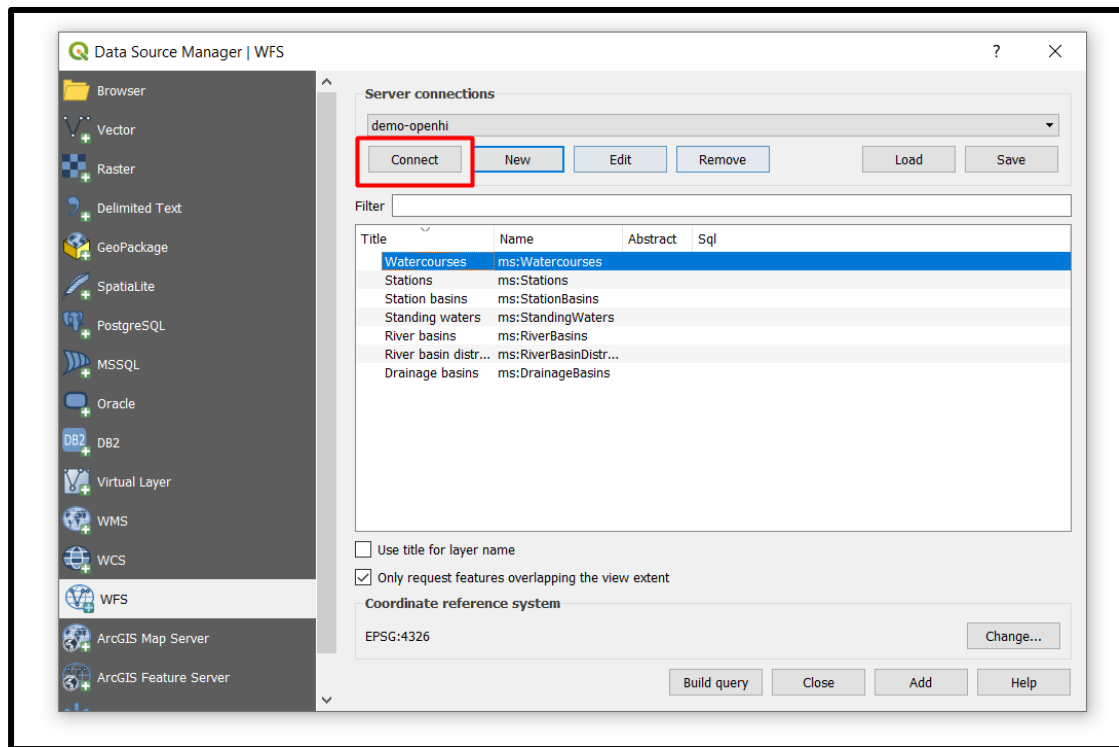 Data Source Manager | WFS
?
Browser
Vector
Raster
Delimited Text
GeoPackage
SpatiaLite
PostgreSQL
MSSQL
Oracle
DB2
DB2
Virtual Layer
WMS
WCS
WFS
ArcGIS Map Server
ArcGIS Feature Server
Server connections
demo-openhi
Connect New Edit Remove Load Save
Filter
Title Name Abstract Sql
Watercourses ms:Watercourses
Stations ms:Stations
Station basins ms:StationBasins
Standing waters ms:StandingWaters
River basins ms:RiverBasins
River basin distr... ms:RiverBasinDistr...
Drainage basins ms:DrainageBasins
Use title for layer name
Only request features overlapping the view extent
Coordinate reference system
EPSG:4326 Change...
Build query Close Add Help